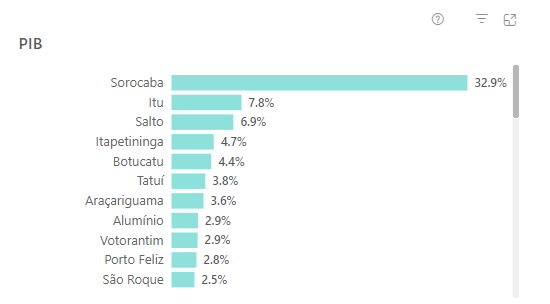 PIB
Sorocaba 32.9%
Itu 7.8%
Salto 6.9%
Itapetininga 4.7%
Botucatu 4.4%
Tatuí 3.8%
Araçariguama 3.6%
Alumínio 2.9%
Votorantim 2.9%
Porto Feliz 2.8%
São Roque 2.5%